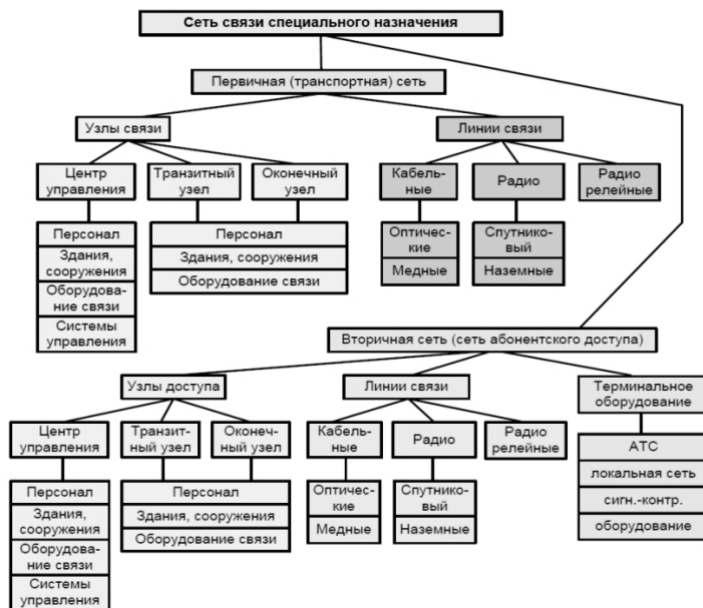 Сеть связи специального назначения
Первичная (транспортная) сеть
Узлы связи
Линии связи
Центр
управления
Транзитный
узел
Оконечный
узел
Кабель-
ные
Радио
Радио
релейные
Персонал
Здания,
сооружения
Оборудова-
ние связи
Системы
управления
Персонал
Здания, сооружения
Оборудование связи
Оптичес-
кие
Медные
Спутнико-
вый
Наземные
Вторичная сеть (сеть абонентского доступа)
Узлы доступа
Линии связи
Терминальное
оборудование
Центр
управления
Транзит-
ный узел
Оконеч-
ный узел
Кабель-
ные
Радио
Радио
релейные
АТС
локальная сеть
сигн.-контр.
оборудование
Персонал
Здания,
сооружения
Оборудова-
ние связи
Системы
управления
Персонал
Здания, сооружения
Оборудование связи
Оптичес-
кие
Медные
Спутнико-
вый
Наземные